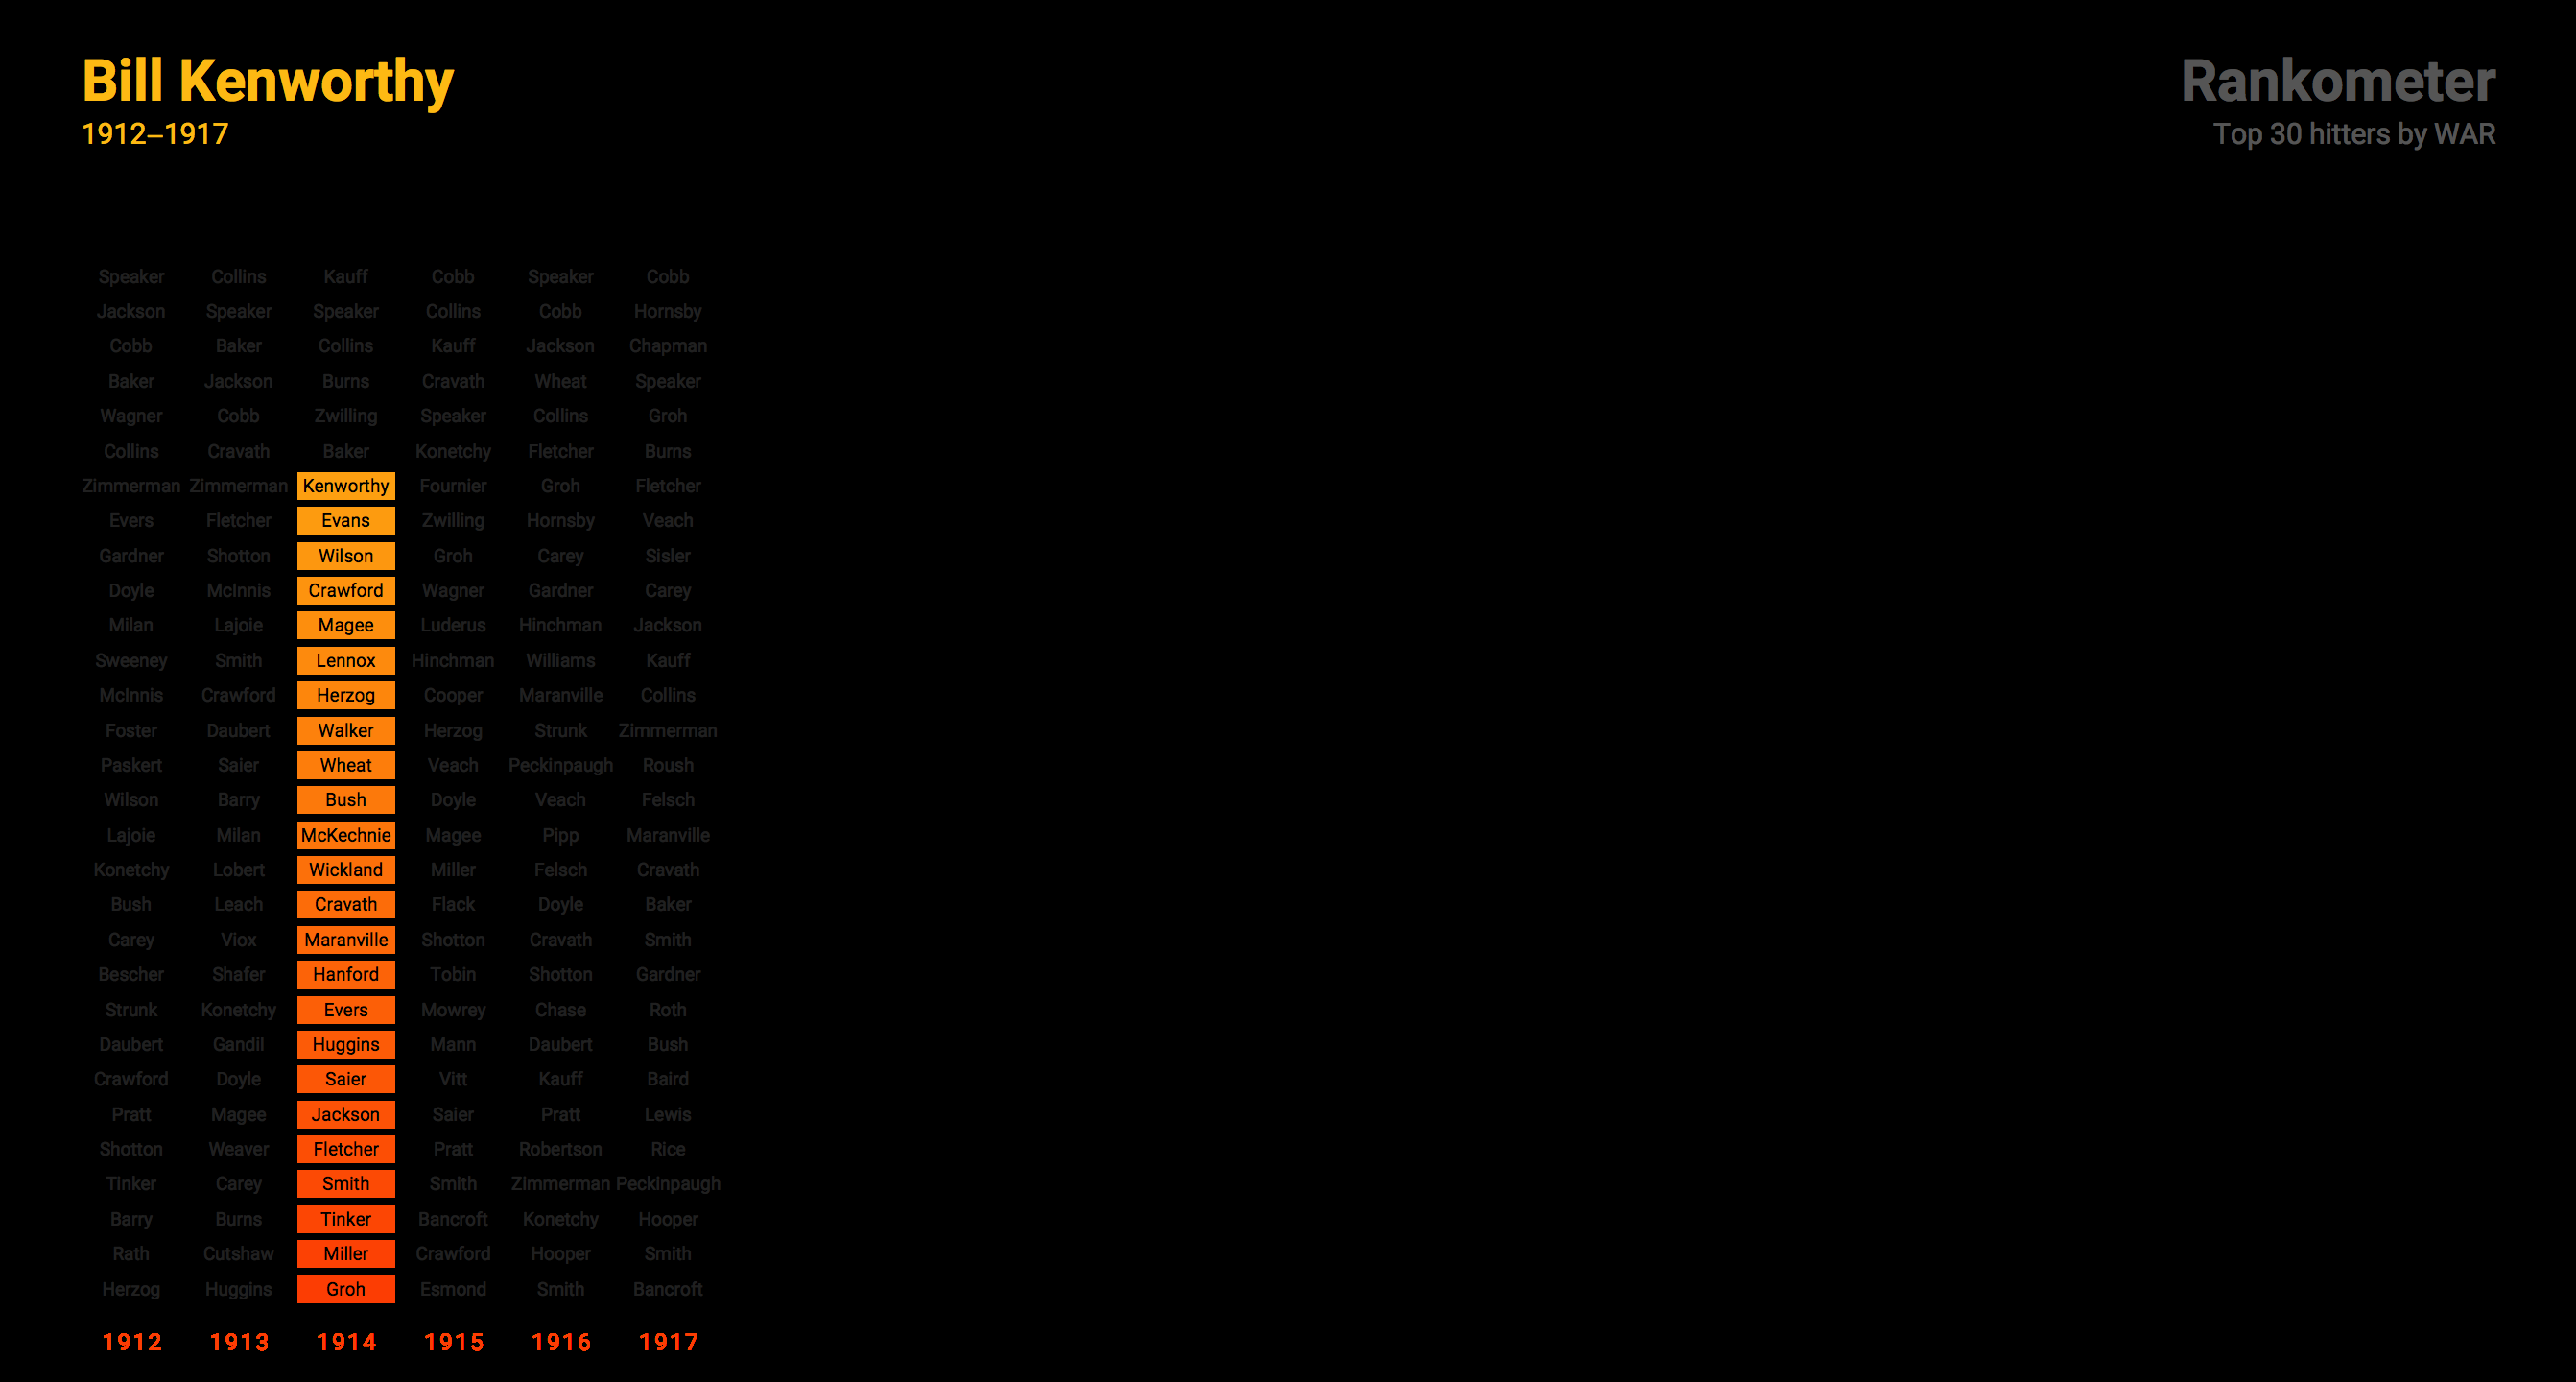 Bill Kenworthy
1912–1917
Rankometer
Top 30 hitters by WAR
Speaker Collins Kauff Cobb Speaker Cobb
Jackson Speaker Speaker Collins Cobb Hornsby
Cobb Baker Collins Kauff Jackson Chapman
Baker Jackson Burns Cravath Wheat Speaker
Wagner Cobb Zwilling Speaker Collins Groh
Collins Cravath Baker Konetchy Fletcher Burns
Zimmerman Zimmerman Kenworthy Fournier Groh Fletcher
Evers Fletcher Evans Zwilling Hornsby Veach
Gardner Shotton Wilson Groh Carey Sisler
Doyle McInnis Crawford Wagner Gardner Carey
Milan Lajoie Magee Luderus Hinchman Jackson
Sweeney Smith Lennox Hinchman Williams Kauff
McInnis Crawford Herzog Cooper Maranville Collins
Foster Daubert Walker Herzog Strunk Zimmerman
Paskert Saier Wheat Veach Peckinpaugh Roush
Wilson Barry Bush Doyle Veach Felsch
Lajoie Milan McKechnie Magee Pipp Maranville
Konetchy Lobert Wickland Miller Felsch Cravath
Bush Leach Cravath Flack Doyle Baker
Carey Viox Maranville Shotton Cravath Smith
Bescher Shafer Hanford Tobin Shotton Gardner
Strunk Konetchy Evers Mowrey Chase Roth
Daubert Gandil Huggins Mann Daubert Bush
Crawford Doyle Saier Vitt Kauff Baird
Pratt Magee Jackson Saier Pratt Lewis
Shotton Weaver Fletcher Pratt Robertson Rice
Tinker Carey Smith Smith Zimmerman Peckinpaugh
Barry Burns Tinker Bancroft Konetchy Hooper
Rath Cutshaw Miller Crawford Hooper Smith
Herzog Huggins Groh Esmond Smith Bancroft
1912 1913 1914 1915 1916 1917